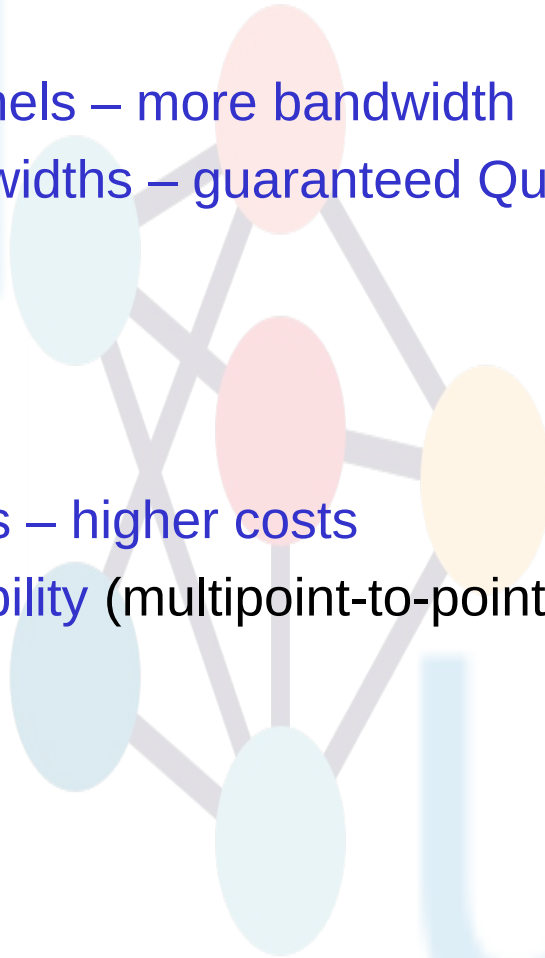 nels – more bandwidth
widths – guaranteed Qu
s – higher costs
bility (multipoint-to-point